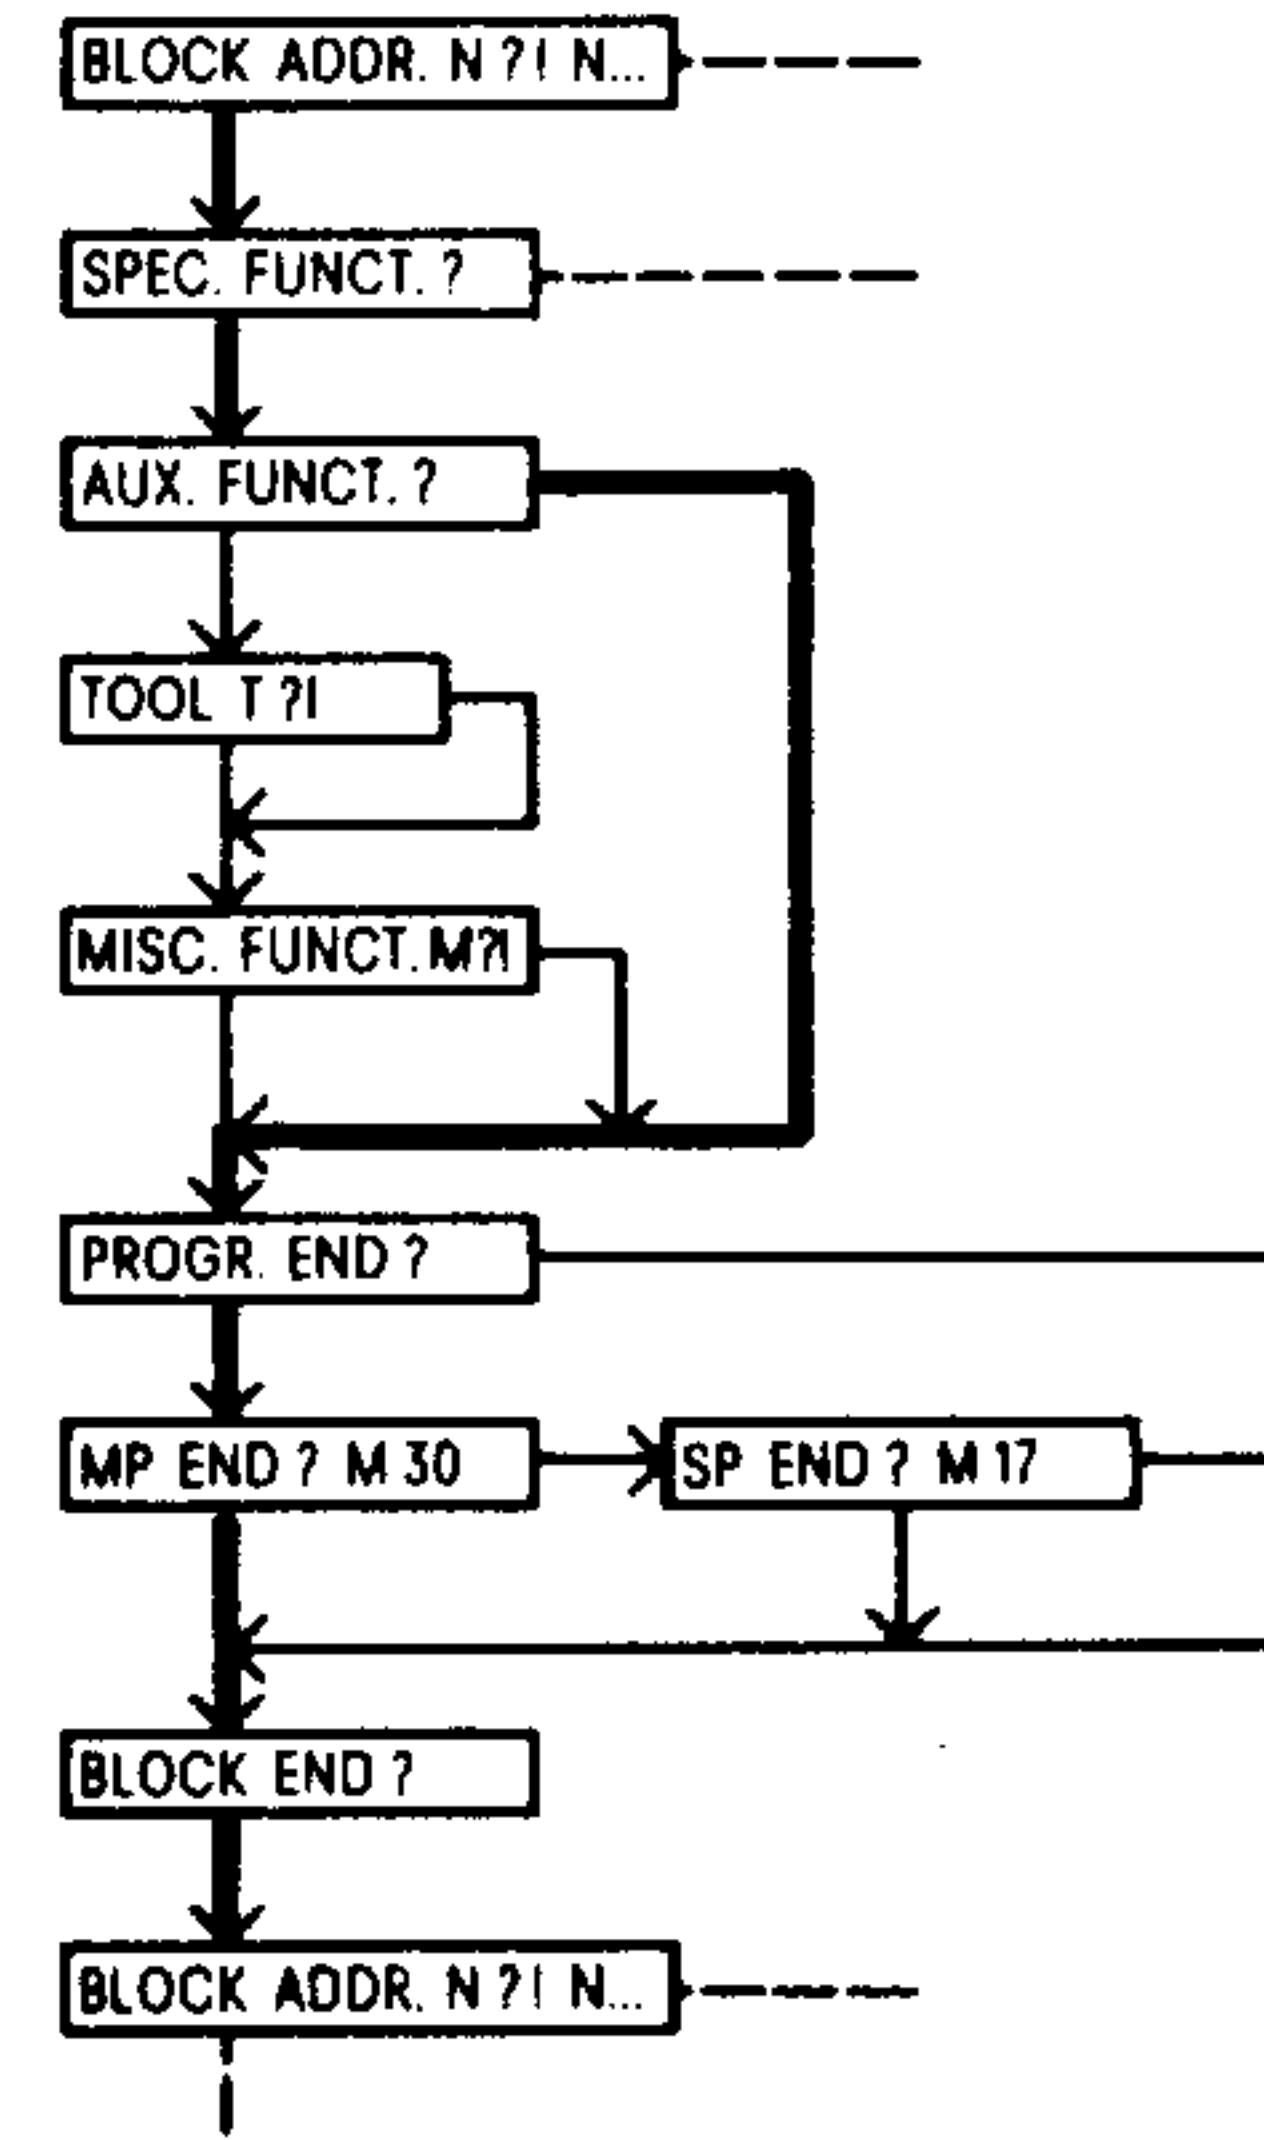 BLOCK ADDR. N ? ! N...
SPEC. FUNCT. ?
AUX. FUNCT. ?
TOOL T ? !
MISC. FUNCT. M ? !
PROGR. END ?
MP END ? M 30
SP END ? M 17
BLOCK END ?
BLOCK ADDR. N ? ! N...